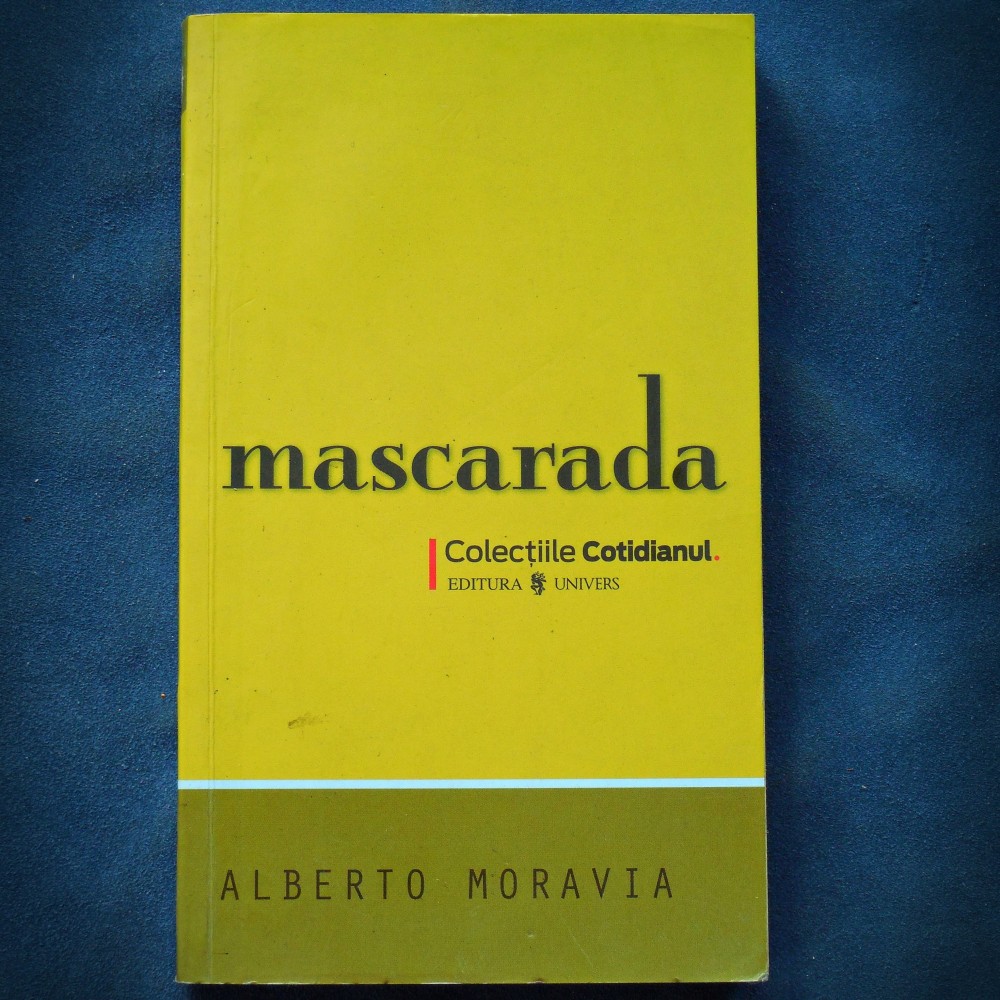 mascarada
Colecțiile Cotidianul.
EDITURA UNIVERS
ALBERTO MORAVIA